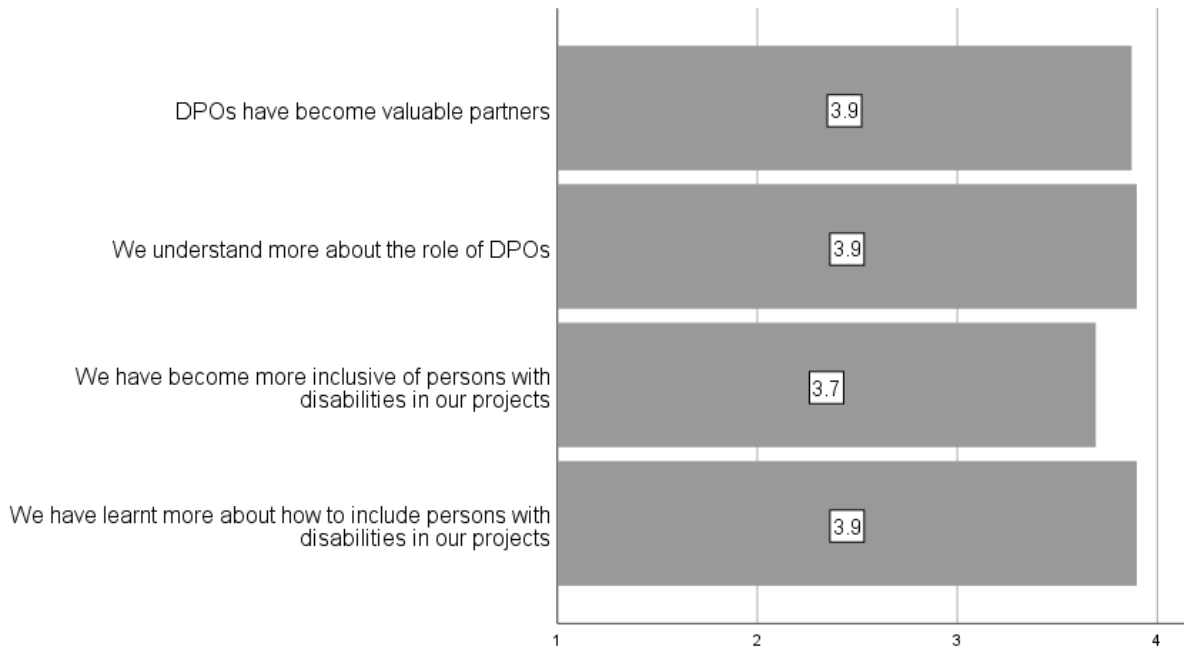 DPOs have become valuable partners
3.9
We understand more about the role of DPOs
3.9
We have become more inclusive of persons with
disabilities in our projects
3.7
We have learnt more about how to include persons with
disabilities in our projects
3.9
1 2 3 4